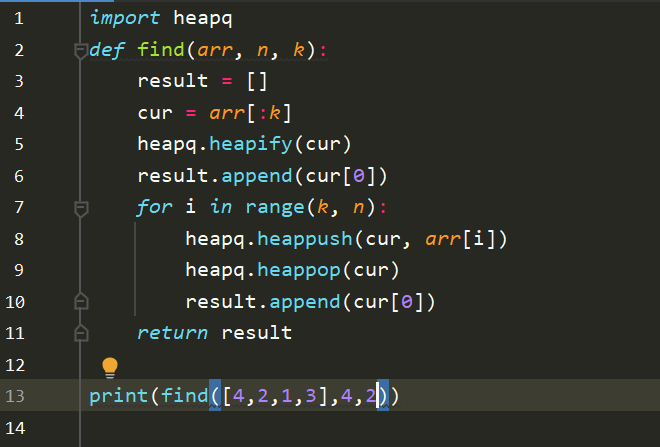 1 import heapq
2 def find(arr, n, k):
3     result = []
4     cur = arr[:k]
5     heapq.heapify(cur)
6     result.append(cur[0])
7     for i in range(k, n):
8         heapq.heappush(cur, arr[i])
9         heapq.heappop(cur)
10         result.append(cur[0])
11     return result
12
13 print(find([4,2,1,3],4,2))
14